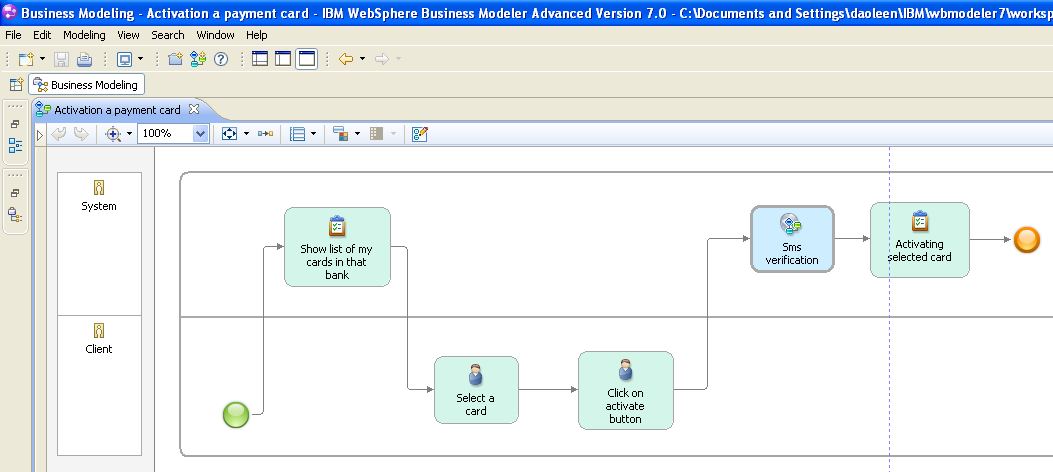 Business Modeling - Activation a payment card - IBM WebSphere Business Modeler Advanced Version 7.0 - C:\Documents and Settings\daoleen\IBM\wbmodeler7\worksp
File Edit Modeling View Search Window Help
Business Modeling
Activation a payment card
100%
System
Show list of my
cards in that
bank
Sms
verification
Activating
selected card
Client
Select a
card
Click on
activate
button